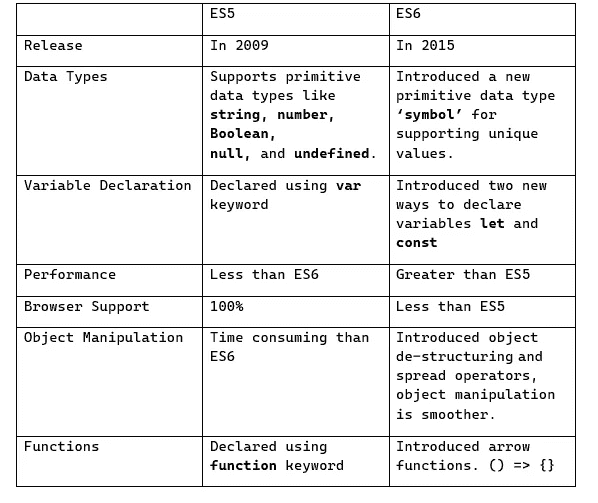 ES5 ES6
Release In 2009 In 2015
Data Types Supports primitive Introduced a new
data types like primitive data type
string, number, ‘symbol’ for
Boolean, supporting unique
null, and undefined. values.
Variable Declaration Declared using var Introduced two new
keyword ways to declare
variables let and
const
Performance Less than ES6 Greater than ES5
Browser Support 100% Less than ES5
Object Manipulation Time consuming than Introduced object
ES6 de-structuring and
spread operators,
object manipulation
is smoother.
Functions Declared using Introduced arrow
function keyword functions. () => {}